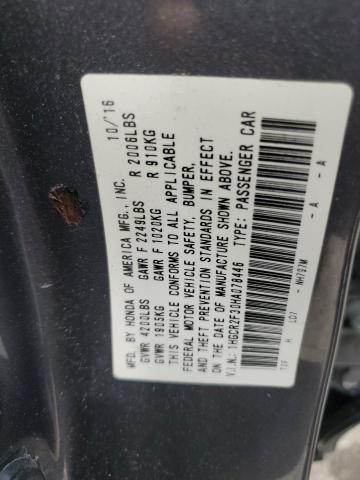 MFD. BY HONDA OF AMERICA MFG., INC. 10/16
GVWR 4200LBS GAWR F 2249LBS R 2006LBS
GVWR 1905KG GAWR F 1020KG R 910KG
THIS VEHICLE CONFORMS TO ALL APPLICABLE
FEDERAL MOTOR VEHICLE SAFETY, BUMPER,
AND THEFT PREVENTION STANDARDS IN EFFECT
ON THE DATE OF MANUFACTURE SHOWN ABOVE.
V.I.N.: 1HGCR2F30HA078446 TYPE: PASSENGER CAR
NH797M - A - A